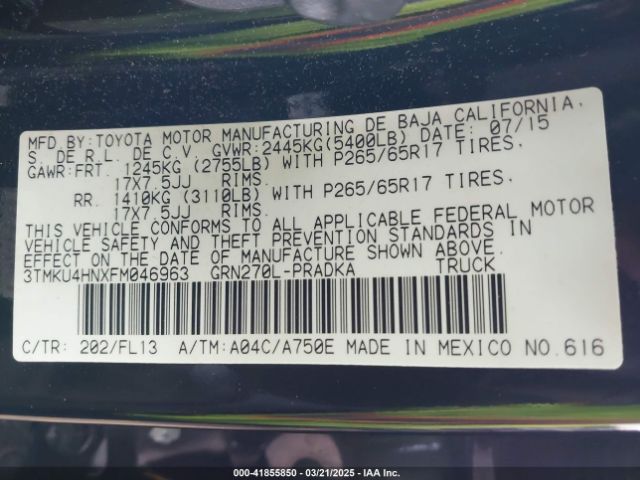 MFD.BY:TOYOTA MOTOR MANUFACTURING DE BAJA CALIFORNIA,
S. DE R.L. DE C.V. GVWR:2445KG(5400LB) DATE: 07/15
GAWR:FRT. 1245KG (2755LB) WITH P265/65R17 TIRES,
17X7.5JJ RIMS.
RR. 1410KG (3110LB) WITH P265/65R17 TIRES,
17X7.5JJ RIMS.
THIS VEHICLE CONFORMS TO ALL APPLICABLE FEDERAL MOTOR
VEHICLE SAFETY AND THEFT PREVENTION STANDARDS IN
EFFECT ON THE DATE OF MANUFACTURE SHOWN ABOVE.
3TMKU4HNXFM046963 GRN270L-PRADKA TRUCK
C/TR: 202/FL13 A/TM:A04C/A750E MADE IN MEXICO NO.616
000-41855850 | 03/21/2025 | IAA Inc.